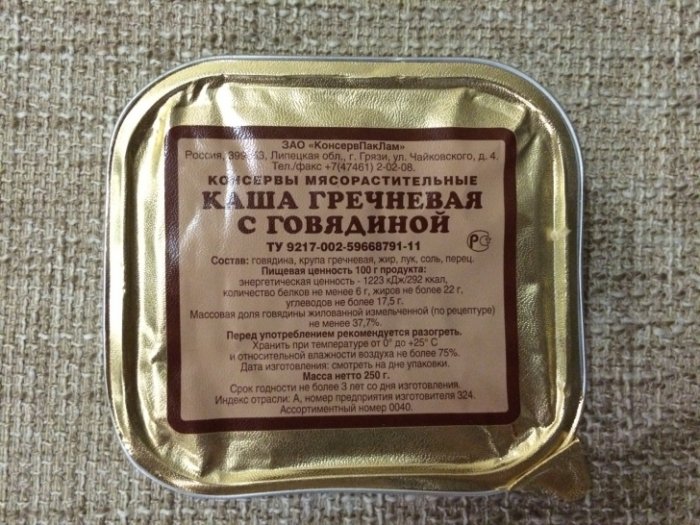 ЗАО "КонсервПакЛам"
Россия, Липецкая обл., г. Грязи, ул. Чайковского, д. 4.
Тел./факс +7(47461) 2-02-08.
КОНСЕРВЫ МЯСОРАСТИТЕЛЬНЫЕ
КАША ГРЕЧНЕВАЯ
С ГОВЯДИНОЙ
ТУ 9217-002-59668791-11
РСТ
Состав: говядина, крупа гречневая, жир, лук, соль, перец.
Пищевая ценность 100 г продукта:
энергетическая ценность - 1223 кДж/292 ккал,
количество белков не менее 6 г, жиров не более 22 г,
углеводов не более 17,5 г.
Массовая доля говядины жилованной измельченной (по рецептуре)
не менее 37,7%.
Перед употреблением рекомендуется разогреть.
Хранить при температуре от 0° до +25° С
и относительной влажности воздуха не более 75%.
Дата изготовления: смотреть на дне упаковки.
Масса нетто 250 г.
Срок годности не более 3 лет со дня изготовления.
Индекс отрасли: А, номер предприятия изготовителя 324.
Ассортиментный номер 0040.